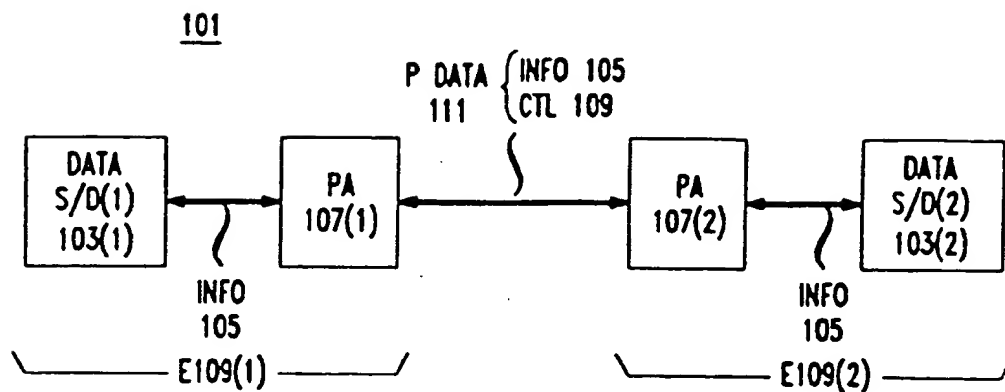 101
P DATA
111
INFO 105
CTL 109
DATA
S/D(1)
103(1)
PA
107(1)
PA
107(2)
DATA
S/D(2)
103(2)
INFO
105
INFO
105
E109(1)
E109(2)